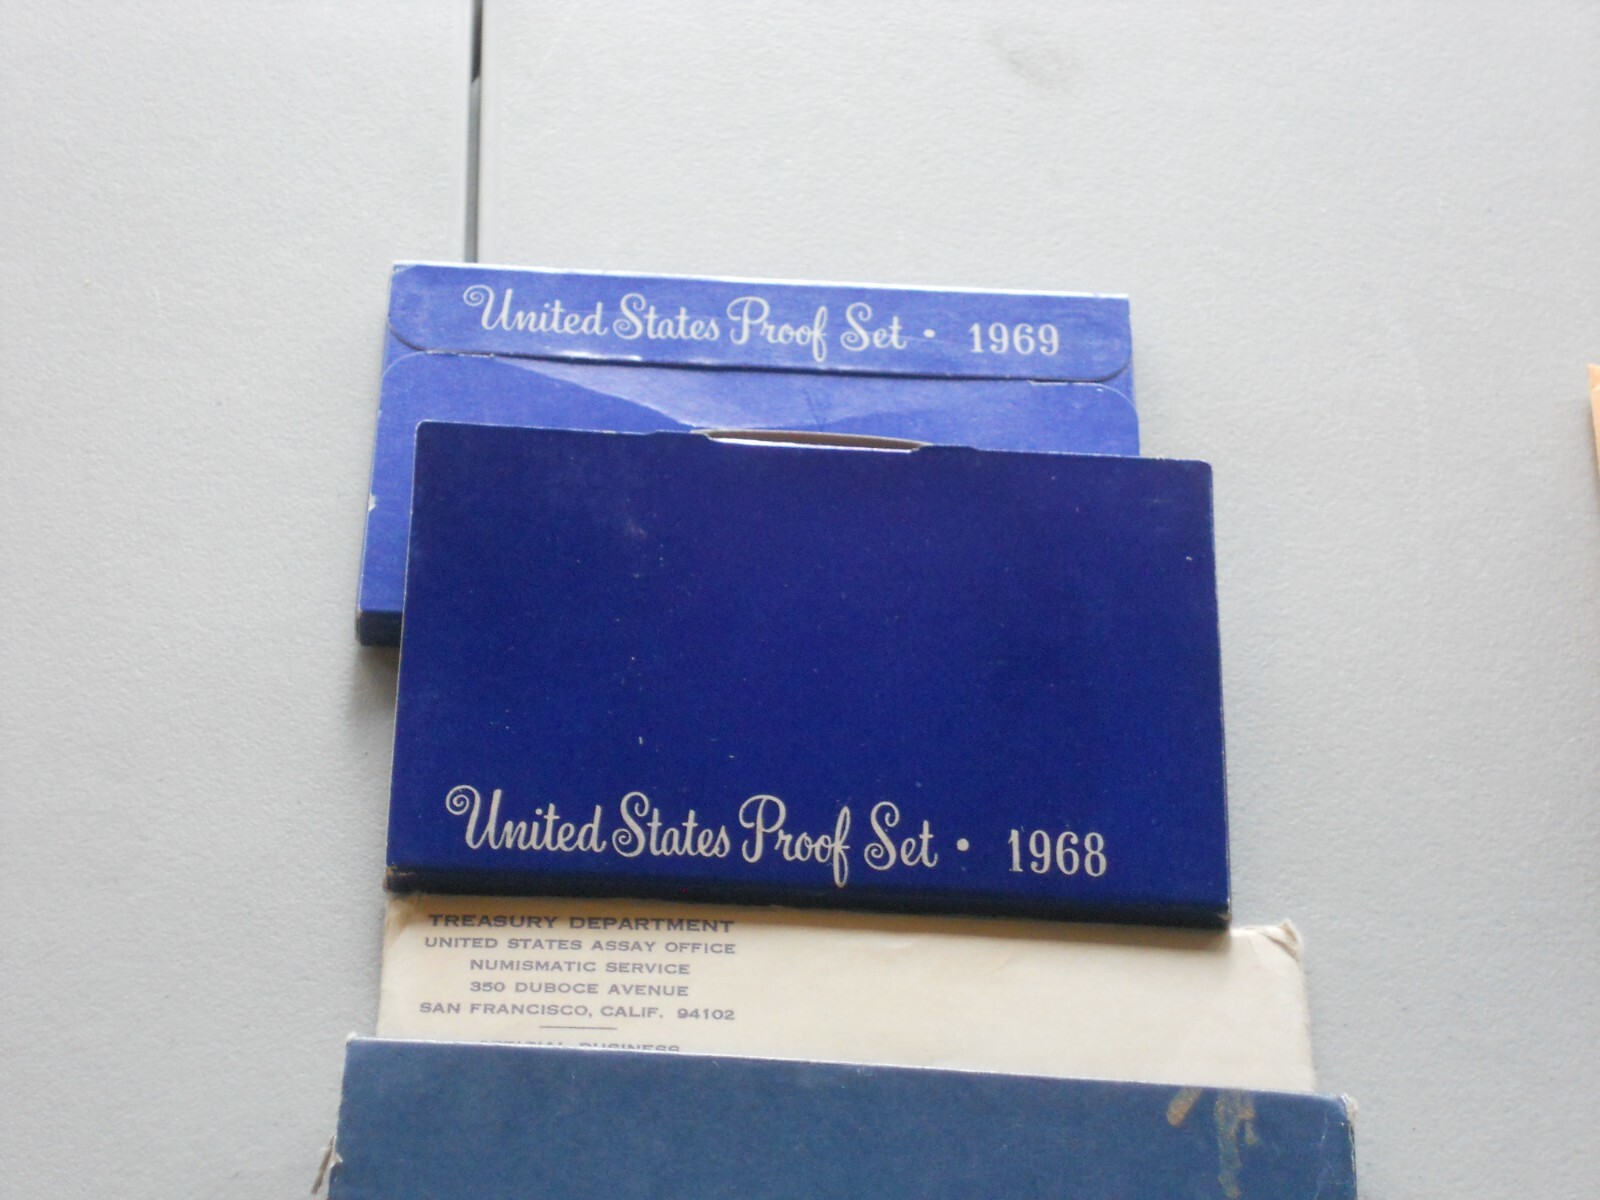 United States Proof Set • 1969
United States Proof Set • 1968
TREASURY DEPARTMENT
UNITED STATES ASSAY OFFICE
NUMISMATIC SERVICE
350 DUBOCE AVENUE
SAN FRANCISCO, CALIF. 94102
BUSINESS